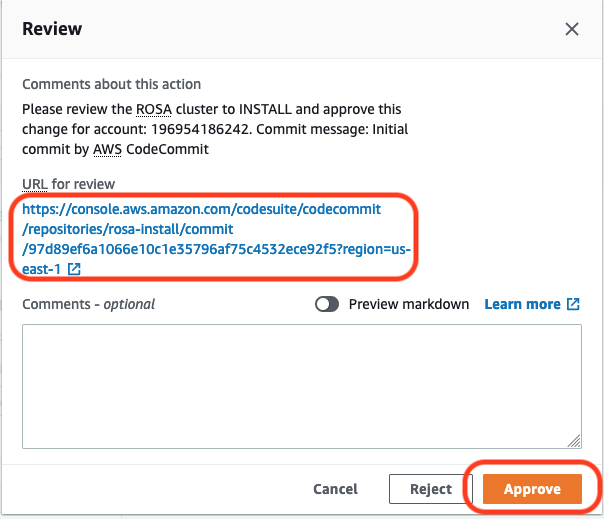 Review
Comments about this action
Please review the ROSA cluster to INSTALL and approve this
change for account: 196954186242. Commit message: Initial
commit by AWS CodeCommit
URL for review
https://console.aws.amazon.com/codesuite/codecommit
/repositories/rosa-install/commit
/97d89ef6a1066e10c1e35796af75c4532ece92f5?region=us-
east-1
Comments - optional
Preview markdown
Learn more
Cancel
Reject
Approve